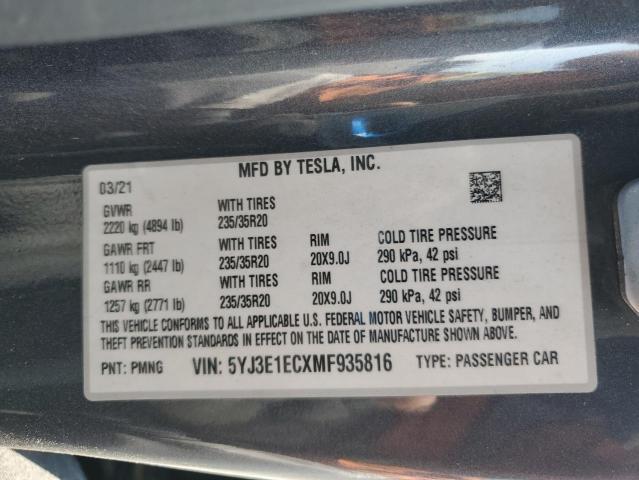 MFD BY TESLA, INC.
03/21
GVWR WITH TIRES
2220 kg (4894 lb) 235/35R20
GAWR FRT WITH TIRES RIM COLD TIRE PRESSURE
1110 kg (2447 lb) 235/35R20 20X9.0J 290 kPa, 42 psi
GAWR RR WITH TIRES RIM COLD TIRE PRESSURE
1257 kg (2771 lb) 235/35R20 20X9.0J 290 kPa, 42 psi
THIS VEHICLE CONFORMS TO ALL APPLICABLE U.S. FEDERAL MOTOR VEHICLE SAFETY, BUMPER, AND
THEFT PREVENTION STANDARDS IN EFFECT ON THE DATE OF MANUFACTURE SHOWN ABOVE.
PNT: PMNG VIN: 5YJ3E1ECXMF935816 TYPE: PASSENGER CAR